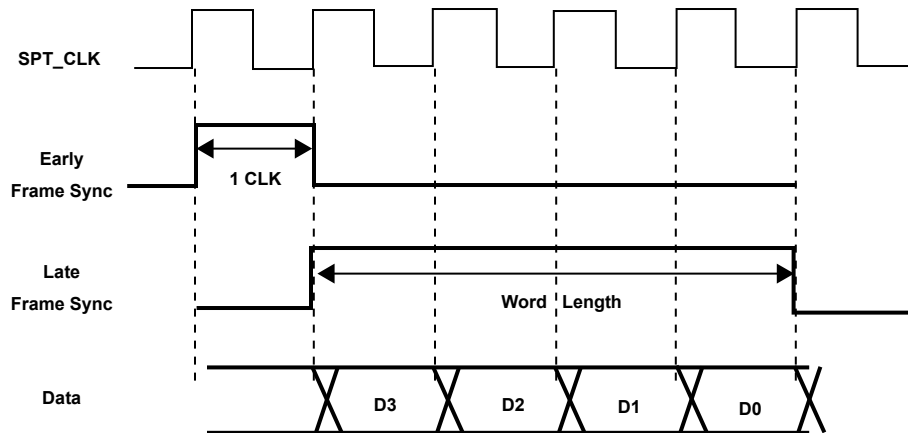 SPT_CLK
Early
Frame Sync
1 CLK
Late
Frame Sync
Word Length
Data
D3
D2
D1
D0